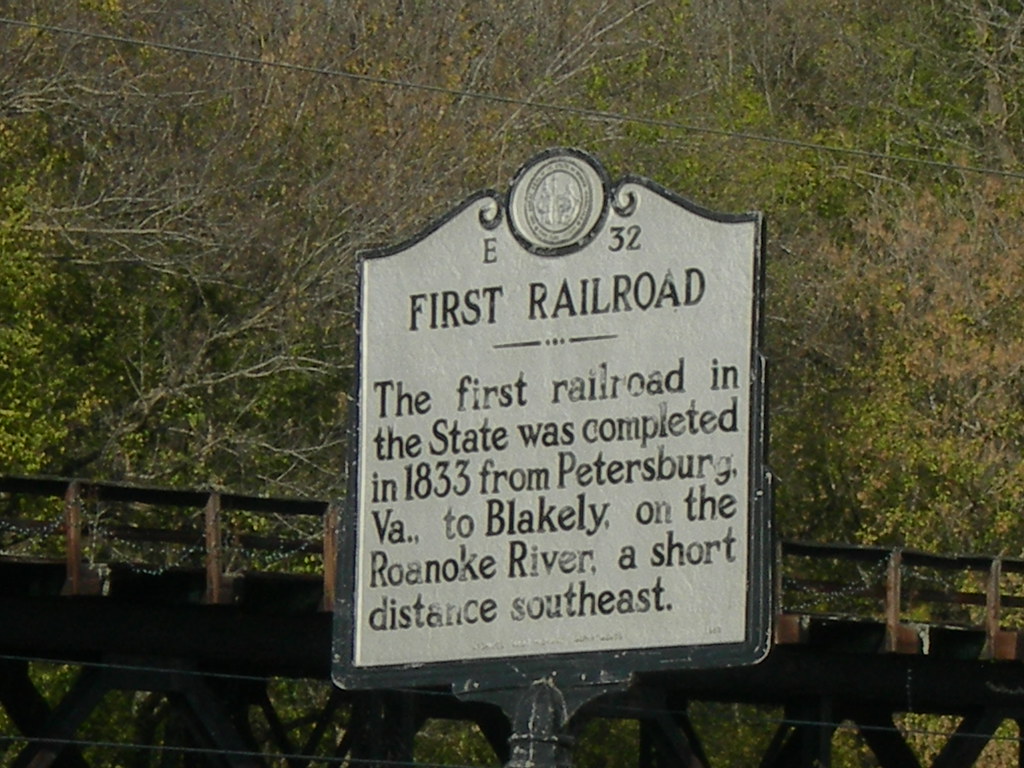 E 32
FIRST RAILROAD
The first railroad in
the State was completed
in 1833 from Petersburg,
Va., to Blakely, on the
Roanoke River, a short
distance southeast.